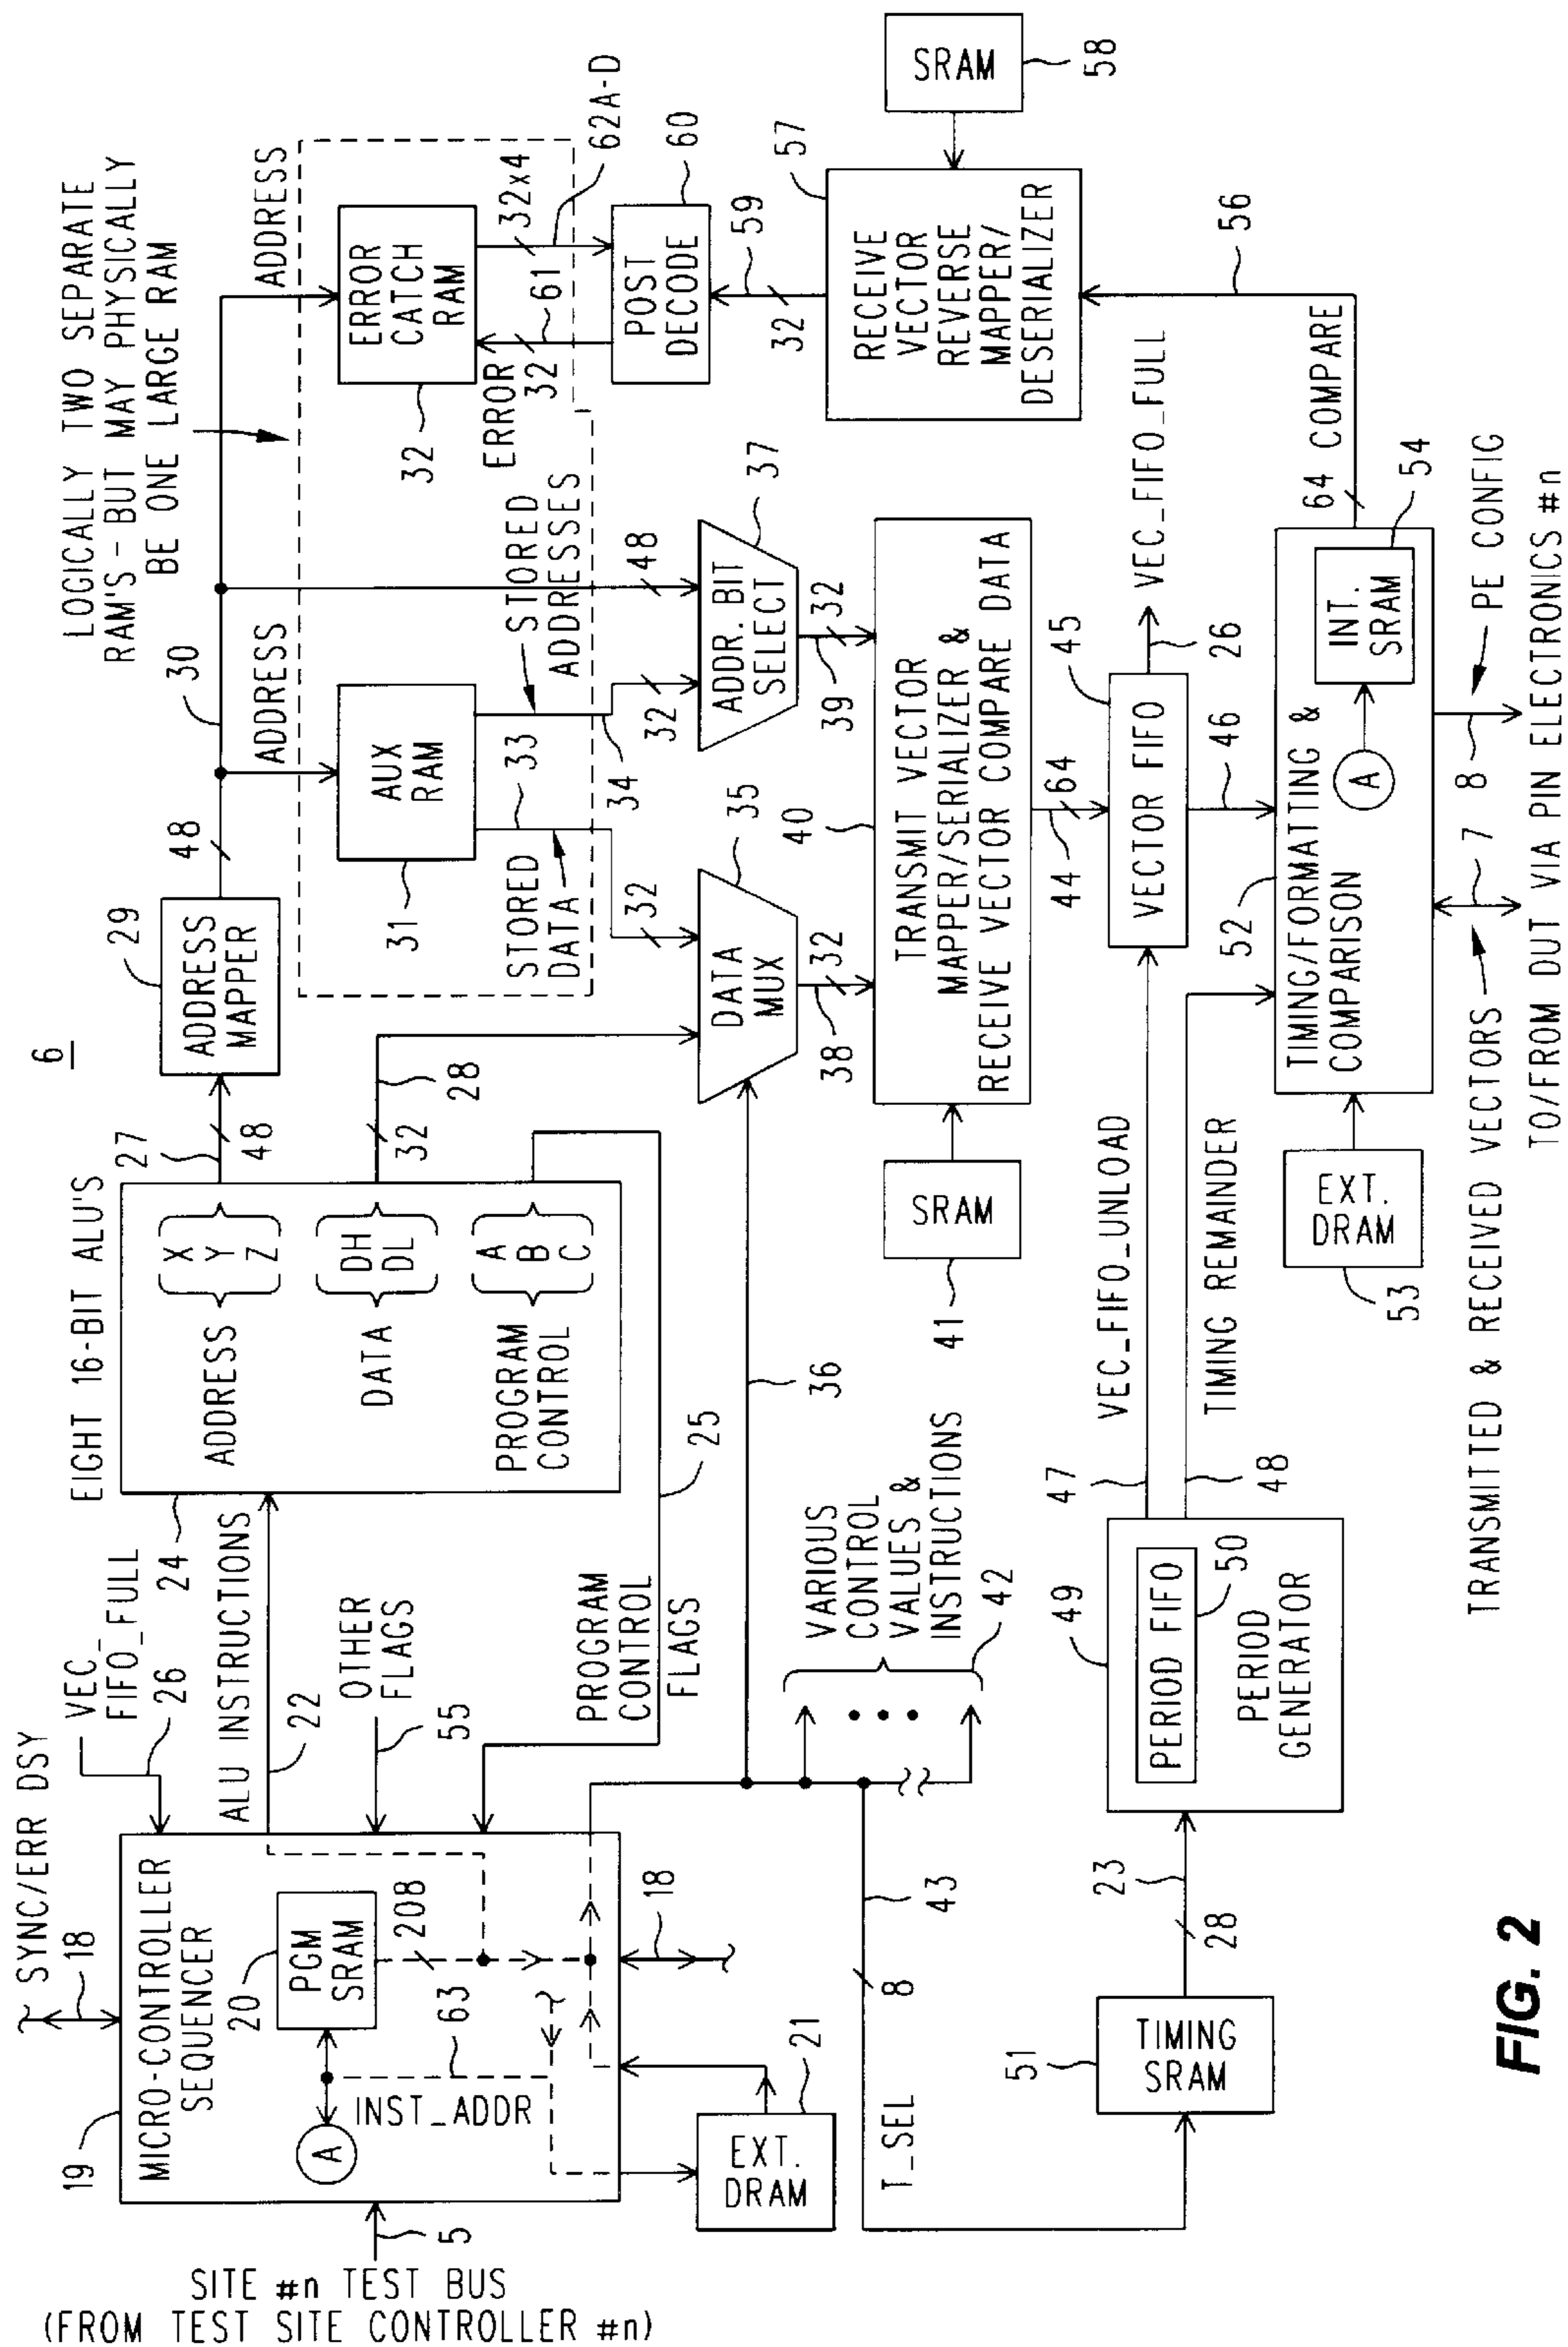 6
SYNC/ERR DSY
18
VEC_
FIFO_FULL
26
19
MICRO-CONTROLLER
SEQUENCER
20
PGM
SRAM
208
63
A
INST_ADDR
5
SITE #n TEST BUS
(FROM TEST SITE CONTROLLER #n)
18
EXT.
DRAM
21
ALU INSTRUCTIONS
22
OTHER
FLAGS
55
PROGRAM
CONTROL
FLAGS
25
EIGHT 16-BIT ALU'S
24
ADDRESS
X
Y
Z
DATA
DH
DL
PROGRAM
CONTROL
A
B
C
27
48
32
28
29
ADDRESS
MAPPER
48
30
LOGICALLY TWO SEPARATE
RAM'S - BUT MAY PHYSICALLY
BE ONE LARGE RAM
ADDRESS
ADDRESS
AUX
RAM
31
33
STORED
DATA
34
STORED
ADDRESSES
ERROR
CATCH
RAM
32
ERROR
32
61
32x4
62A-D
POST
DECODE
60
32
32
48
DATA
MUX
35
36
38
32
ADDR. BIT
SELECT
37
39
32
40
TRANSMIT VECTOR
MAPPER/SERIALIZER &
RECEIVE VECTOR COMPARE DATA
SRAM
41
59
32
57
RECEIVE
VECTOR
REVERSE
MAPPER/
DESERIALIZER
SRAM
58
VARIOUS
CONTROL
VALUES &
INSTRUCTIONS
42
43
8
T_SEL
44
64
VECTOR FIFO
45
26
VEC_FIFO_FULL
46
VEC_FIFO_UNLOAD
47
TIMING REMAINDER
48
49
PERIOD FIFO
50
PERIOD
GENERATOR
23
28
51
TIMING
SRAM
52
TIMING/FORMATTING &
COMPARISON
A
INT.
SRAM
54
64 COMPARE
56
EXT.
DRAM
53
7
8
PE CONFIG
TRANSMITTED & RECEIVED VECTORS
TO/FROM DUT VIA PIN ELECTRONICS #n
FIG. 2